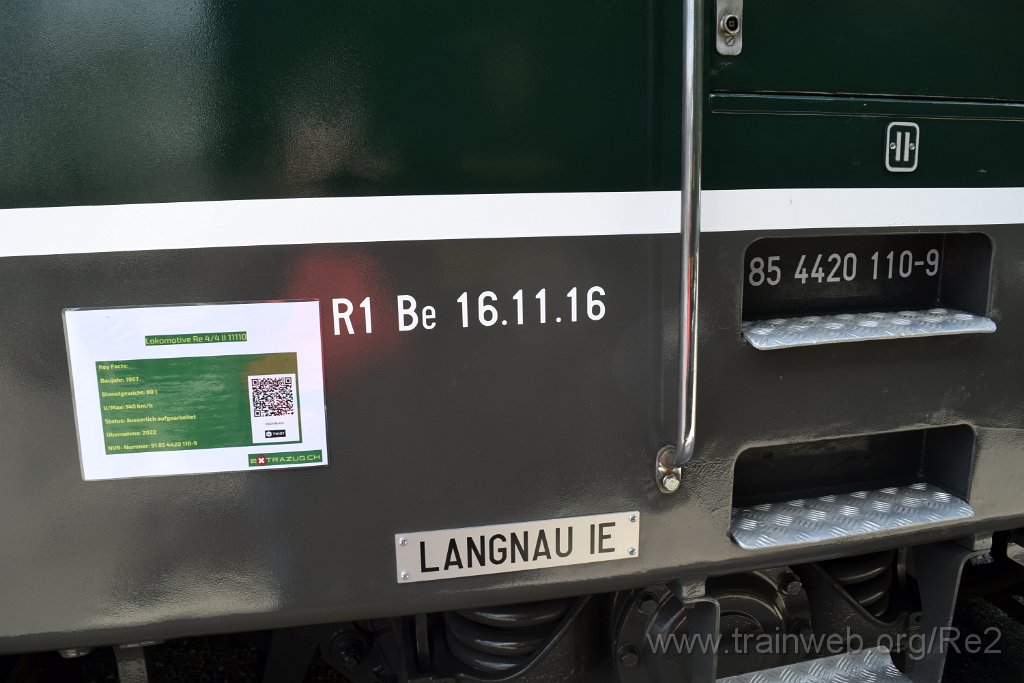 II
85 4420 110-9
R1 Be 16.11.16
Lokomotive Re 4/4 II 11110
Key Facts:
Baujahr: 1967
Dienstgewicht: 80 t
V/Max: 140 km/h
Status: äusserlich aufgearbeitet
Übernahme: 2022
NVR- Nummer: 91 85 4420 110-9
EXTRAZUG.CH
LANGNAU IE
www.trainweb.org/Re2